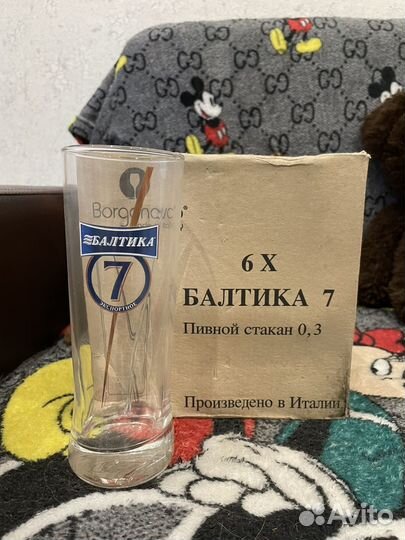 Borgonovo
БАЛТИКА
7
ЭКСПОРТНОЕ
6 X
БАЛТИКА 7
Пивной стакан 0,3
Произведено в Италии
Avito